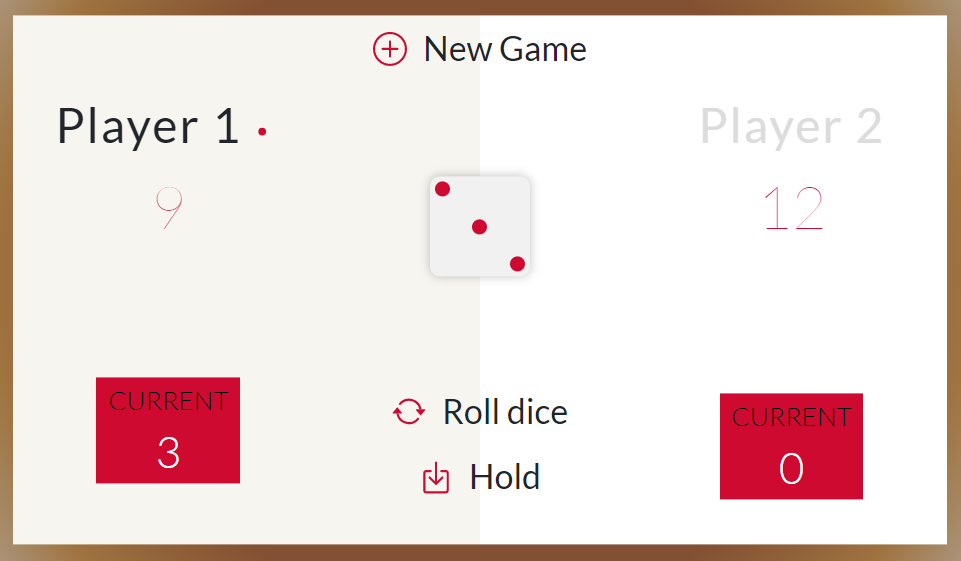 New Game
Player 1
Player 2
9
12
CURRENT
3
Roll dice
Hold
CURRENT
0